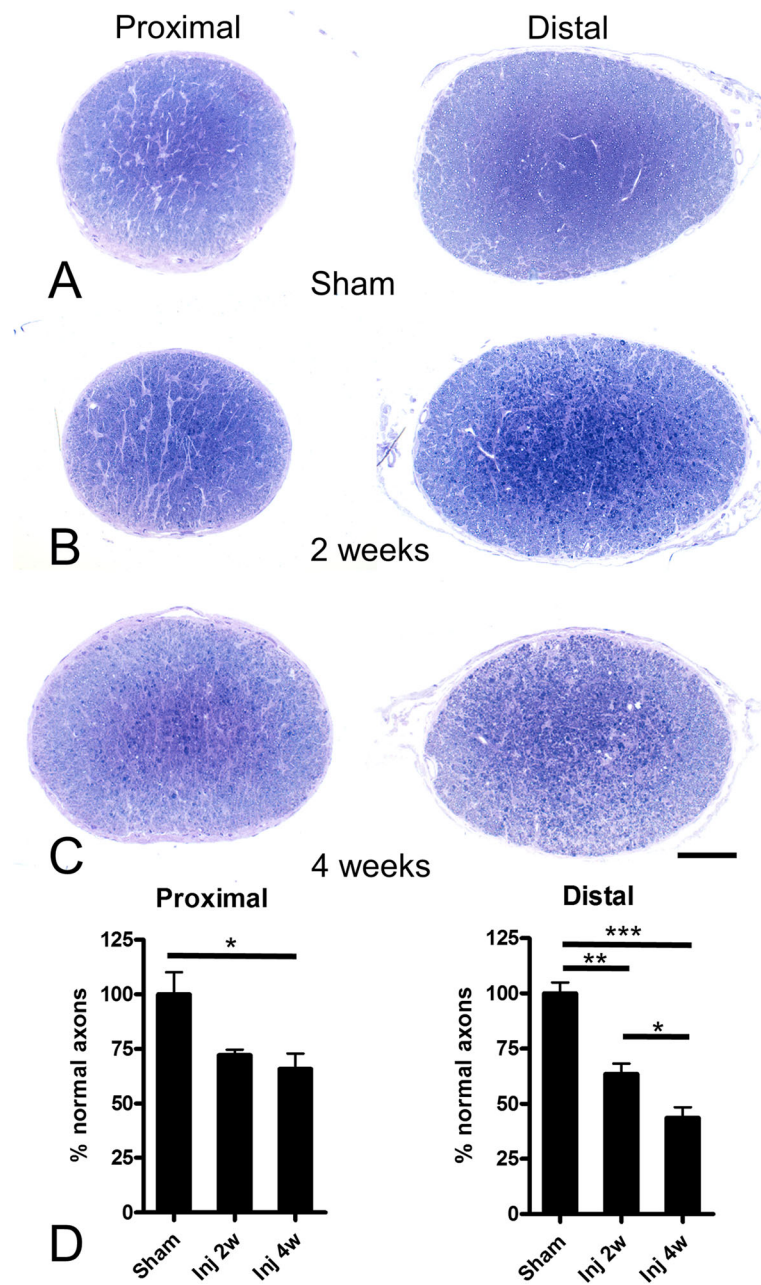 Proximal
Distal
A
Sham
B
2 weeks
C
4 weeks
Proximal
% normal axons
125
100
75
50
25
0
*
Sham
Inj 2w
Inj 4w
Distal
% normal axons
125
100
75
50
25
0
***
**
*
Sham
Inj 2w
Inj 4w
D